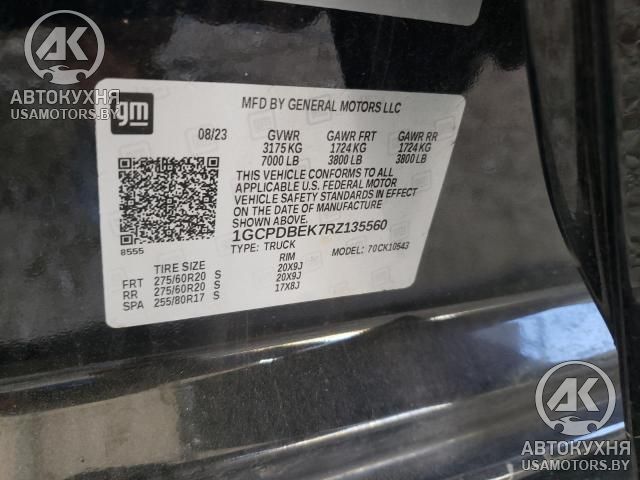 AK
АВТОКУХНЯ
USAMOTORS.BY
gm
MFD BY GENERAL MOTORS LLC
08/23 GVWR GAWR FRT GAWR RR
3175 KG 1724 KG 1724 KG
7000 LB 3800 LB 3800 LB
THIS VEHICLE CONFORMS TO ALL
APPLICABLE U.S. FEDERAL MOTOR
VEHICLE SAFETY STANDARDS IN EFFECT
ON THE DATE OF MANUFACTURE
SHOWN ABOVE.
1GCPDBEK7RZ135560
8555
TYPE: TRUCK MODEL: 70CK10543
TIRE SIZE RIM
FRT 275/60R20 S 20X9J
RR 275/60R20 S 20X9J
SPA 255/80R17 S 17X8J
AK
АВТОКУХНЯ
USAMOTORS.BY